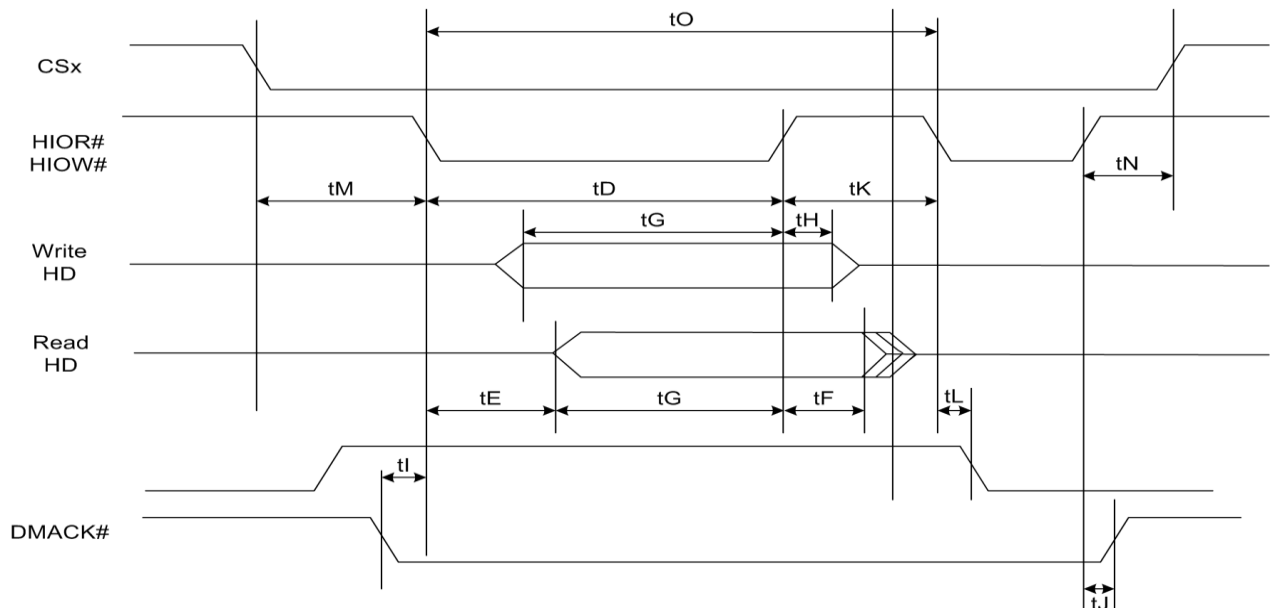 tO
CSx
HIOR#
HIOW#
tN
tM
tD
tK
tG
tH
Write
HD
Read
HD
tE
tG
tF
tL
tI
DMACK#
tJ